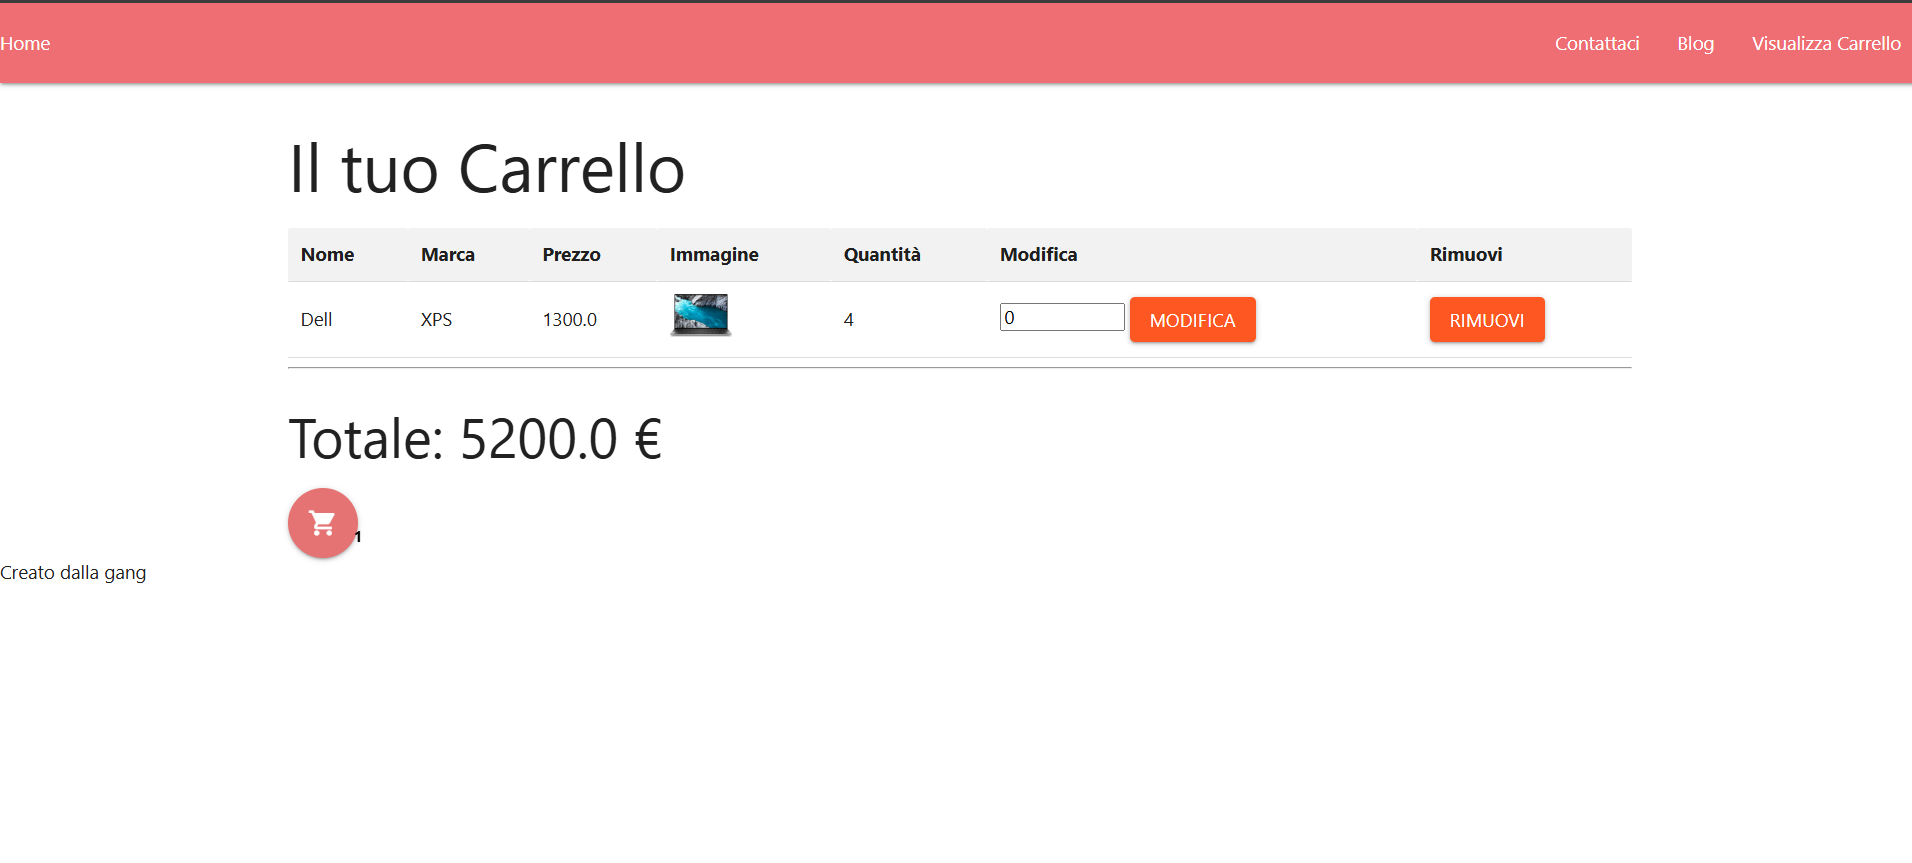 Home Contattaci Blog Visualizza Carrello
Il tuo Carrello
Nome Marca Prezzo Immagine Quantità Modifica Rimuovi
Dell XPS 1300.0 4 0 MODIFICA RIMUOVI
Totale: 5200.0 €
1
Creato dalla gang